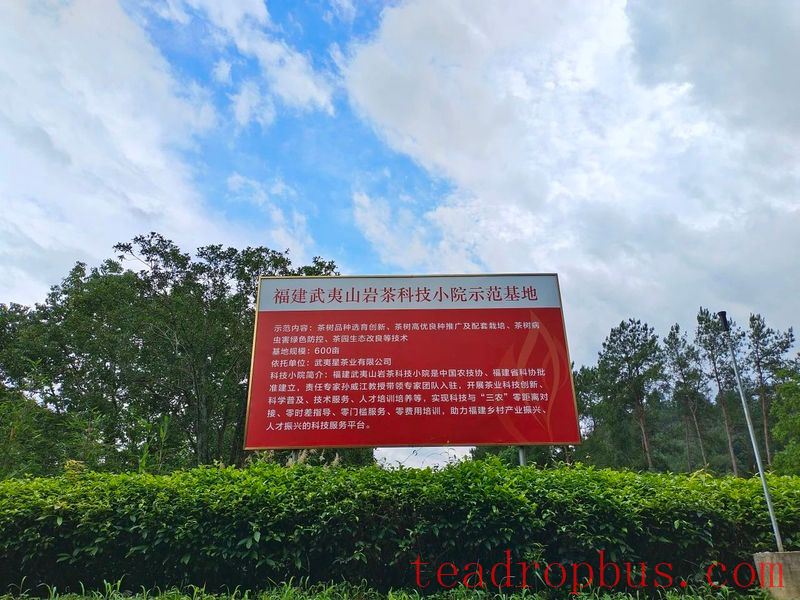 福建武夷山岩茶科技小院示范基地
示范内容：茶树品种选育创新、茶树高优良种推广及配套栽培、茶树病
虫害绿色防控、茶园生态改良等技术
基地规模：600亩
依托单位：武夷星茶业有限公司
科技小院简介：福建武夷山岩茶科技小院是中国农技协、福建省科协批
准建立，责任专家孙威江教授带领专家团队入驻，开展茶业科技创新、
科学普及、技术服务、人才培训培养等，实现科技与“三农”零距离对
接、零时差指导、零门槛服务、零费用培训，助力福建乡村产业振兴、
人才振兴的科技服务平台。
teadropbus.com